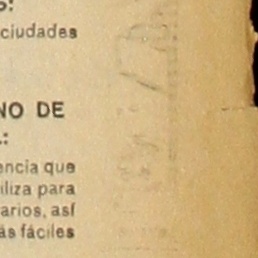 S:
ciudades
NO DE
.:
encia que
iliza para
arios, así
ás fáciles